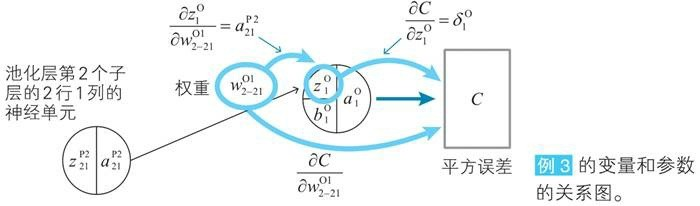 ∂z₁ᴼ/∂w₂₋₂₁ᴼ¹ = a₂₁ᴾ²
∂C/∂z₁ᴼ = δ₁ᴼ
池化层第2个子
层的2行1列的
神经单元
权重
w₂₋₂₁ᴼ¹
z₁ᴼ
a₁ᴼ
b₁ᴼ
C
z₂₁ᴾ²
a₂₁ᴾ²
∂C/∂w₂₋₂₁ᴼ¹
平方误差
例 3 的变量和参数
的关系图。